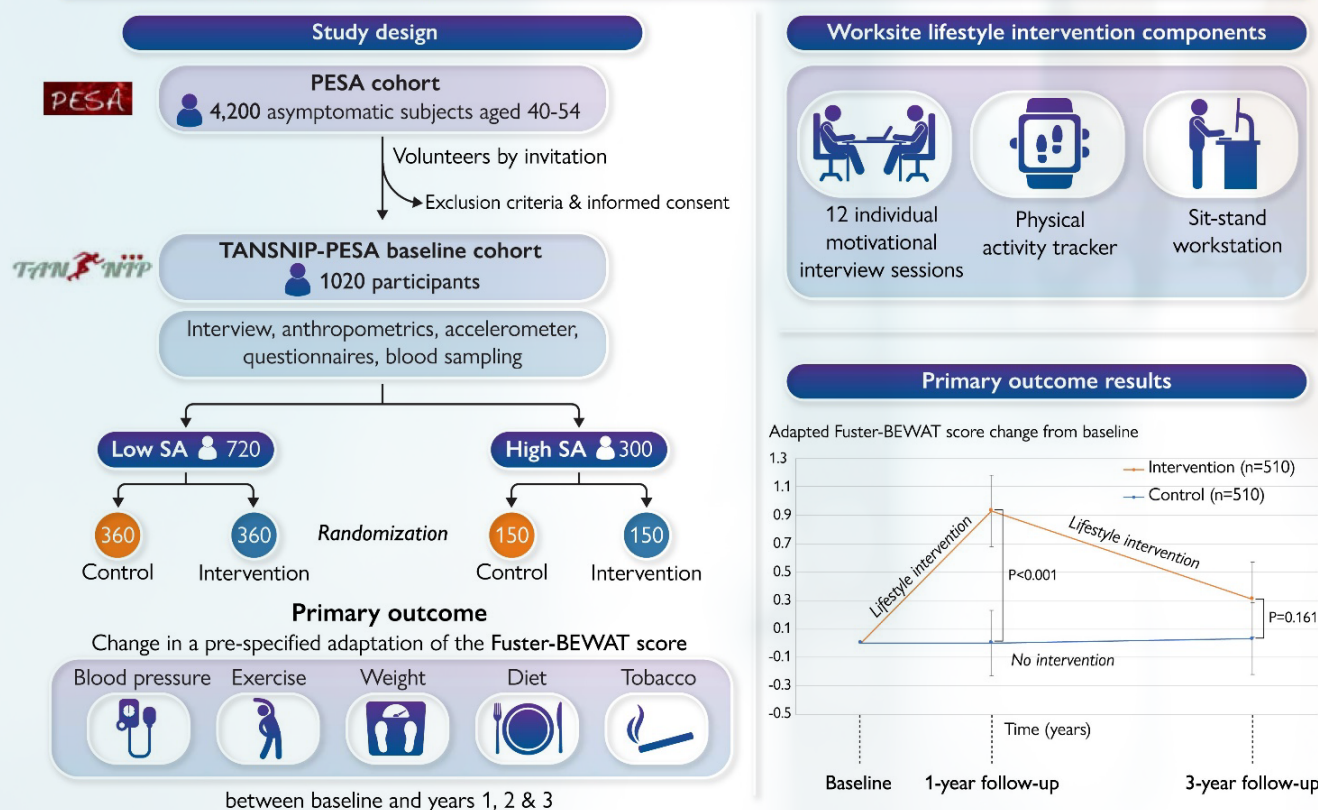 Study design
PESA
PESA cohort
4,200 asymptomatic subjects aged 40-54
Volunteers by invitation
Exclusion criteria & informed consent
TANSNIP
TANSNIP-PESA baseline cohort
1020 participants
Interview, anthropometrics, accelerometer,
questionnaires, blood sampling
Low SA 720
High SA 300
360
360
Randomization
150
150
Control
Intervention
Control
Intervention
Primary outcome
Change in a pre-specified adaptation of the Fuster-BEWAT score
Blood pressure
Exercise
Weight
Diet
Tobacco
between baseline and years 1, 2 & 3
Worksite lifestyle intervention components
12 individual
motivational
interview sessions
Physical
activity tracker
Sit-stand
workstation
Primary outcome results
Adapted Fuster-BEWAT score change from baseline
1.3
1.1
0.9
0.7
0.5
0.3
0.1
-0.1
-0.3
-0.5
Intervention (n=510)
Control (n=510)
Lifestyle intervention
Lifestyle intervention
P<0.001
P=0.161
No intervention
Time (years)
Baseline
1-year follow-up
3-year follow-up